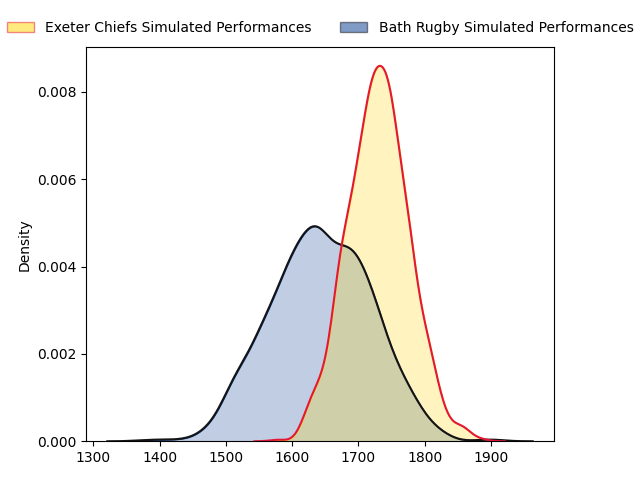 Exeter Chiefs Simulated Performances Bath Rugby Simulated Performances
0.008
0.006
Density
0.004
0.002
0.000
1300 1400 1500 1600 1700 1800 1900